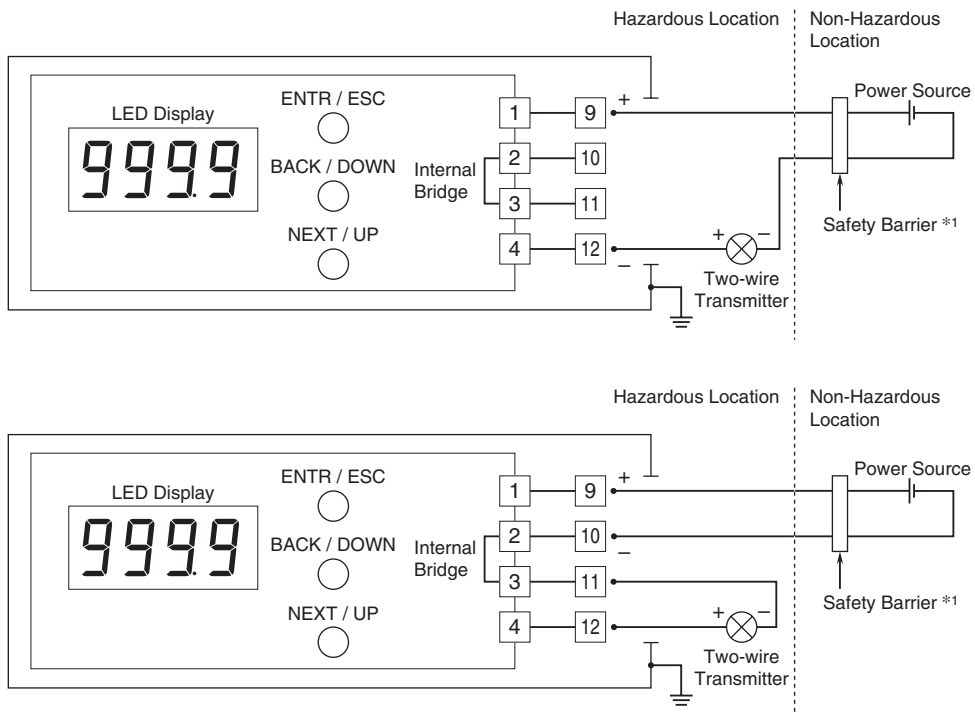 Hazardous Location
Non-Hazardous
Location
Power Source
ENTR / ESC
LED Display
999.9
BACK / DOWN
Internal
Bridge
NEXT / UP
1
9
+
2
10
3
11
4
12
–
+
–
Two-wire
Transmitter
Safety Barrier *1
Hazardous Location
Non-Hazardous
Location
Power Source
ENTR / ESC
LED Display
999.9
BACK / DOWN
Internal
Bridge
NEXT / UP
1
9
+
2
10
–
3
11
4
12
+
–
Two-wire
Transmitter
Safety Barrier *1